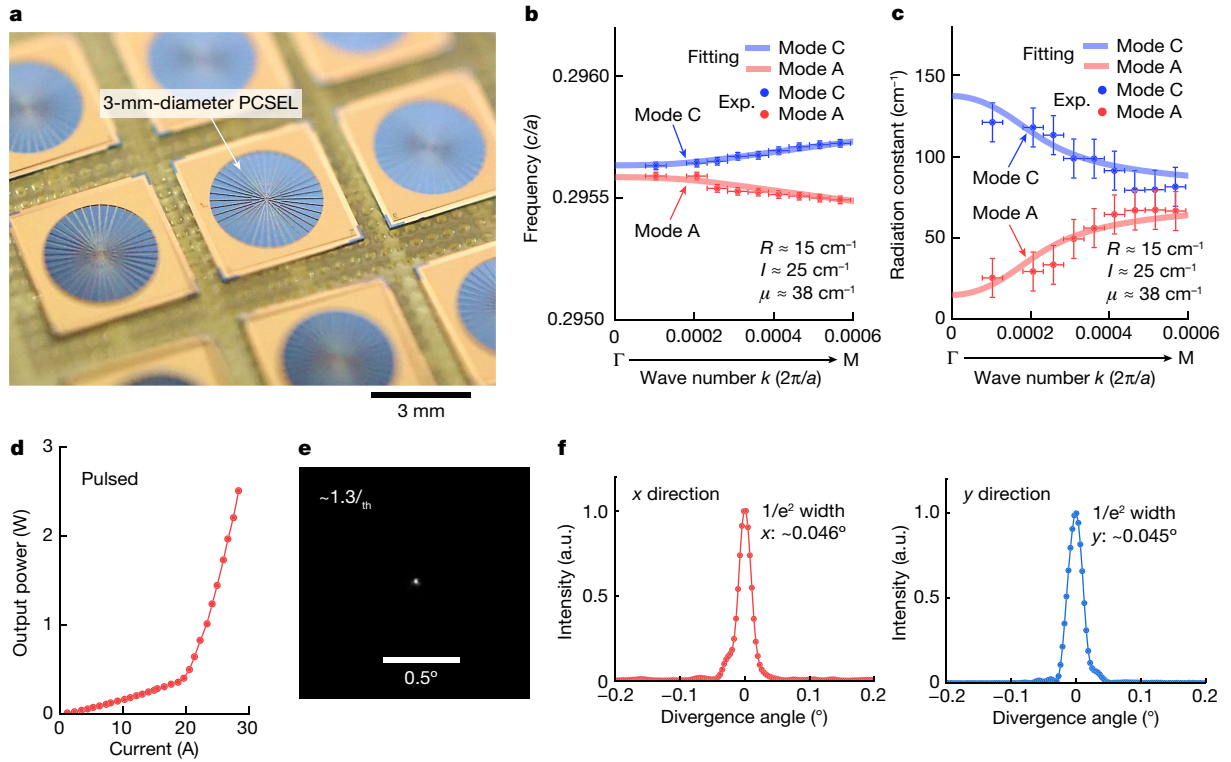 a
3-mm-diameter PCSEL
3 mm
b
Frequency (c/a)
0.2960
0.2955
0.2950
Fitting
Mode C
Mode A
Exp.
Mode C
Mode A
Mode C
Mode A
R ≈ 15 cm⁻¹
I ≈ 25 cm⁻¹
μ ≈ 38 cm⁻¹
0 0.0002 0.0004 0.0006
Γ M
Wave number k (2π/a)
c
Radiation constant (cm⁻¹)
150
100
50
0
Fitting
Mode C
Mode A
Exp.
Mode C
Mode A
Mode C
Mode A
R ≈ 15 cm⁻¹
I ≈ 25 cm⁻¹
μ ≈ 38 cm⁻¹
0 0.0002 0.0004 0.0006
Γ M
Wave number k (2π/a)
d
Output power (W)
3
2
1
0
Pulsed
0 10 20 30
Current (A)
e
~1.3/th
0.5°
f
Intensity (a.u.)
1.0
0.5
0
x direction
1/e² width
x: ~0.046°
−0.2 −0.1 0 0.1 0.2
Divergence angle (°)
Intensity (a.u.)
1.0
0.5
0
y direction
1/e² width
y: ~0.045°
−0.2 −0.1 0 0.1 0.2
Divergence angle (°)